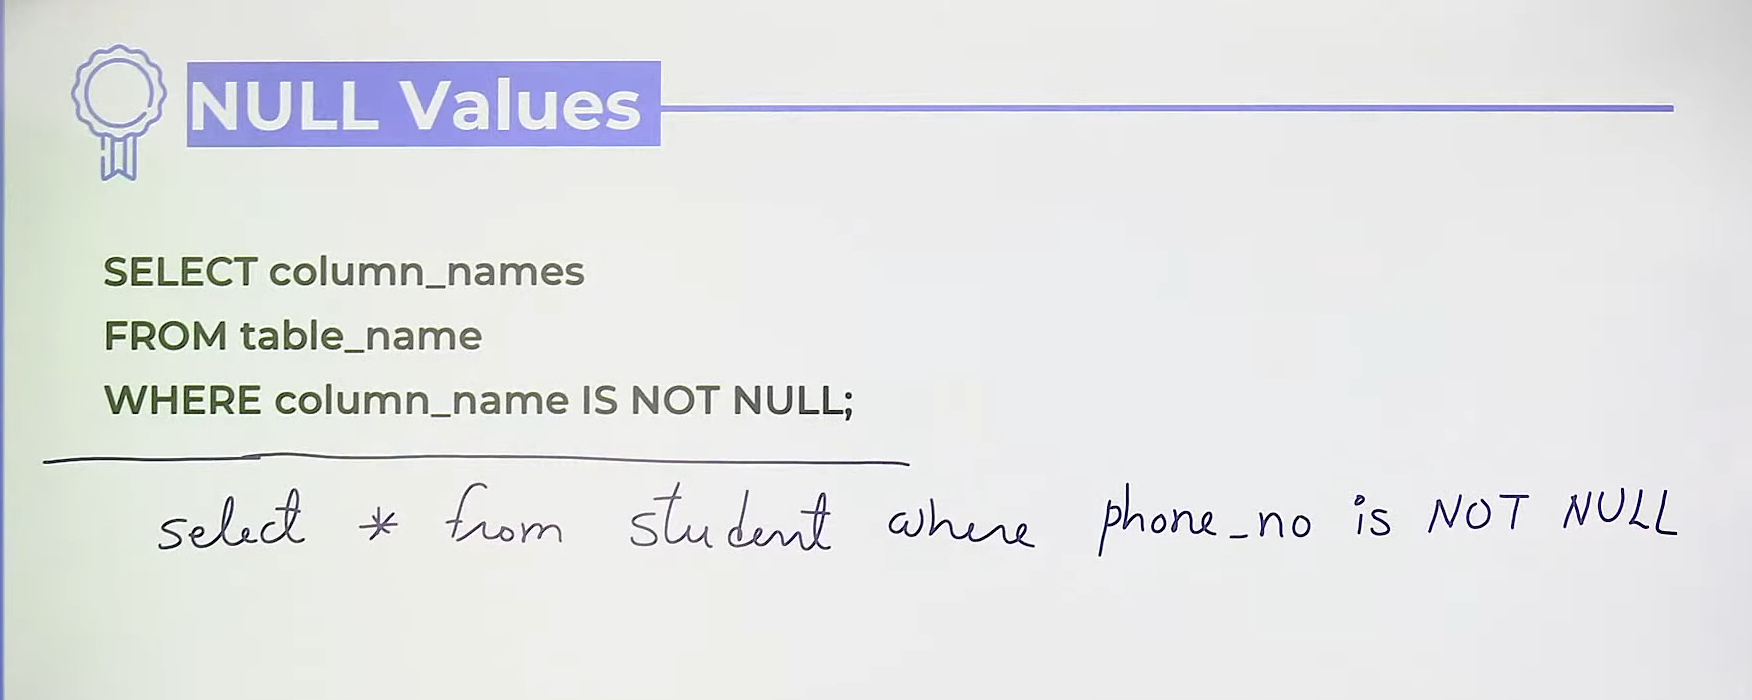 NULL Values
SELECT column_names
FROM table_name
WHERE column_name IS NOT NULL;
select * from student where phone_no is NOT NULL